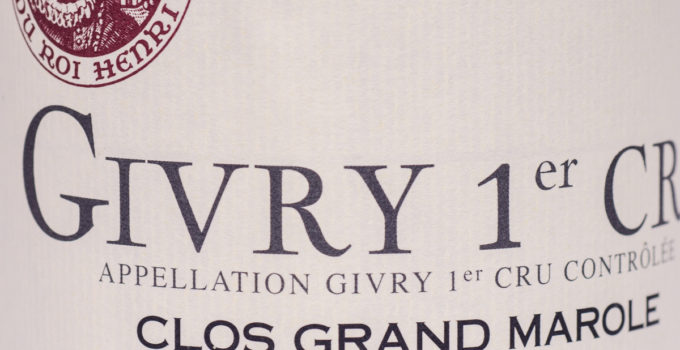 DU ROI HENRI
GIVRY 1er CR
APPELLATION GIVRY 1er CRU CONTRÔLÉE
CLOS GRAND MAROLE